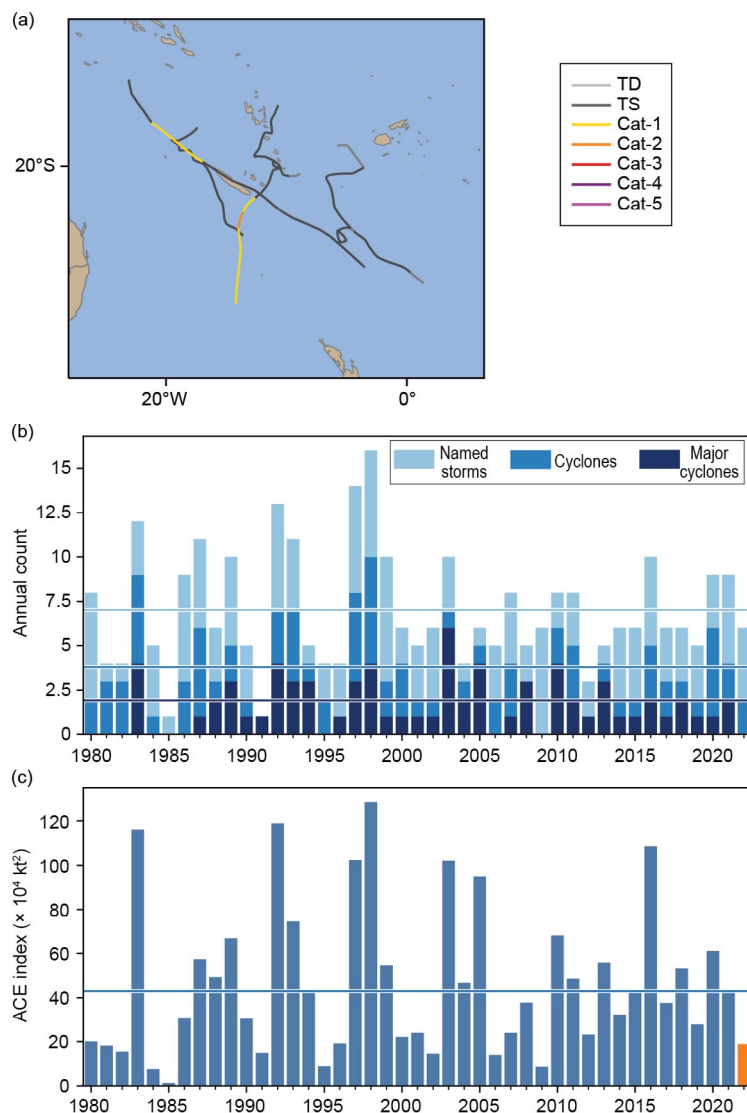 (a)
20°S
20°W
0°
TD
TS
Cat-1
Cat-2
Cat-3
Cat-4
Cat-5
(b)
Annual count
15
12.5
10
7.5
5
2.5
0
Named
storms
Cyclones
Major
cyclones
1980
1985
1990
1995
2000
2005
2010
2015
2020
(c)
ACE index (× 10⁴ kt²)
120
100
80
60
40
20
0
1980
1985
1990
1995
2000
2005
2010
2015
2020